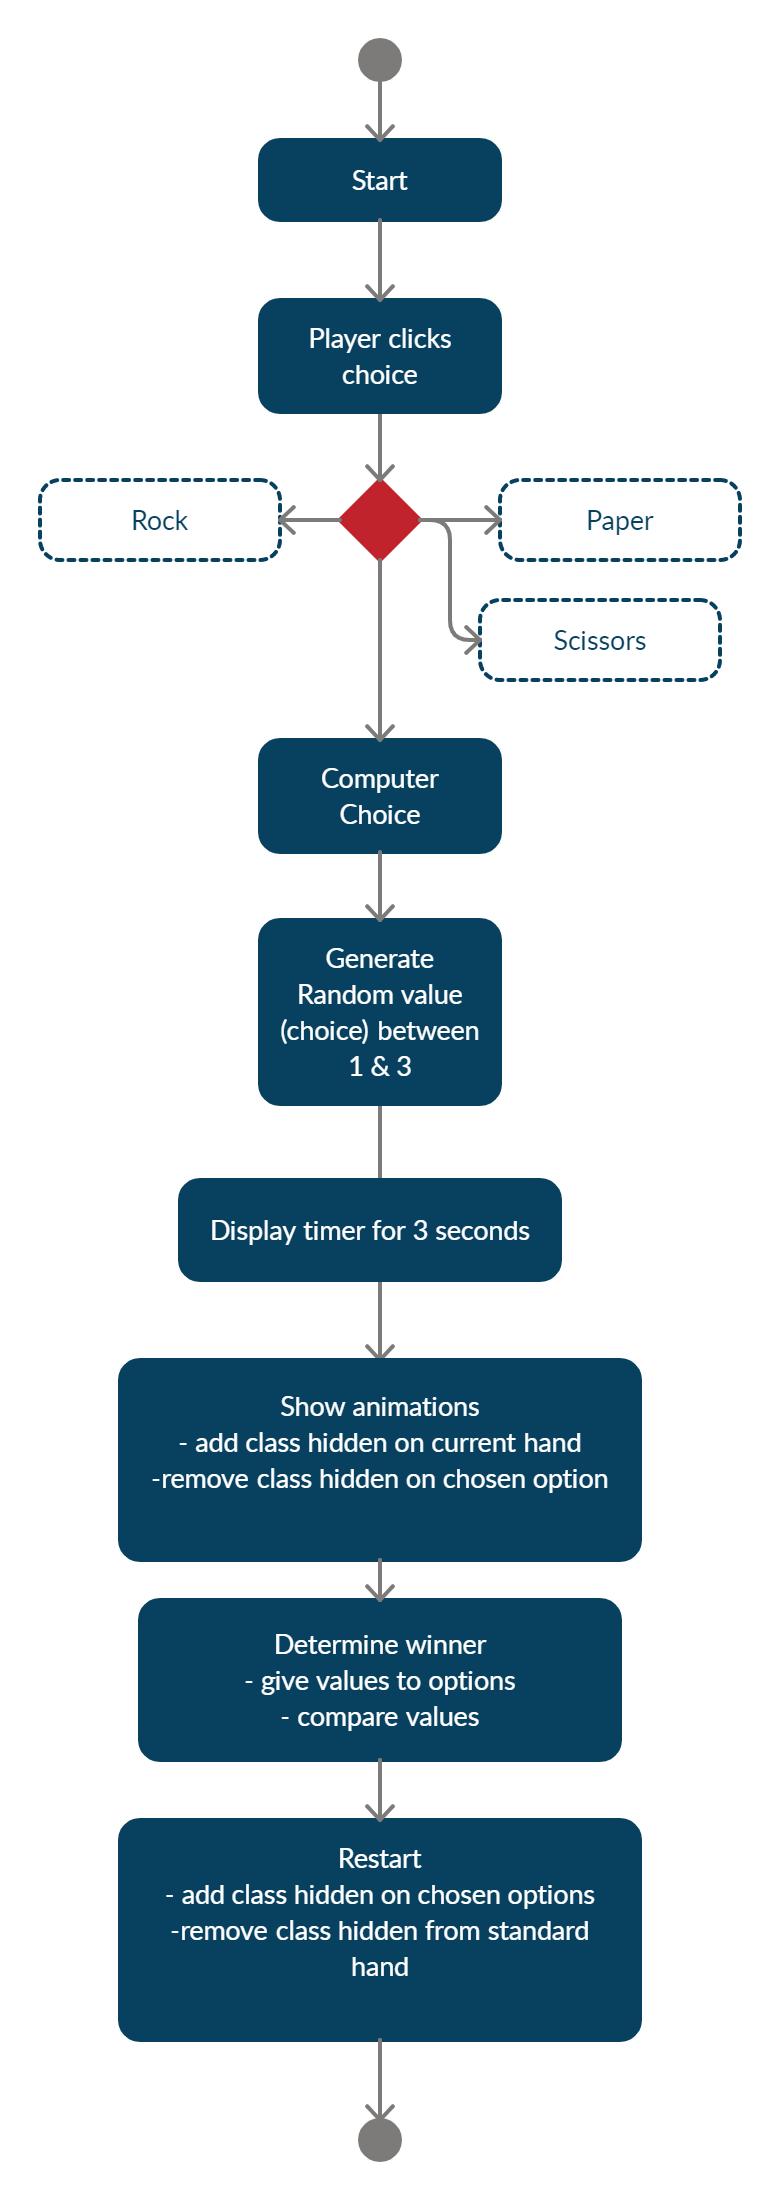 Start
Player clicks
choice
Rock
Paper
Scissors
Computer
Choice
Generate
Random value
(choice) between
1 & 3
Display timer for 3 seconds
Show animations
- add class hidden on current hand
-remove class hidden on chosen option
Determine winner
- give values to options
- compare values
Restart
- add class hidden on chosen options
-remove class hidden from standard
hand